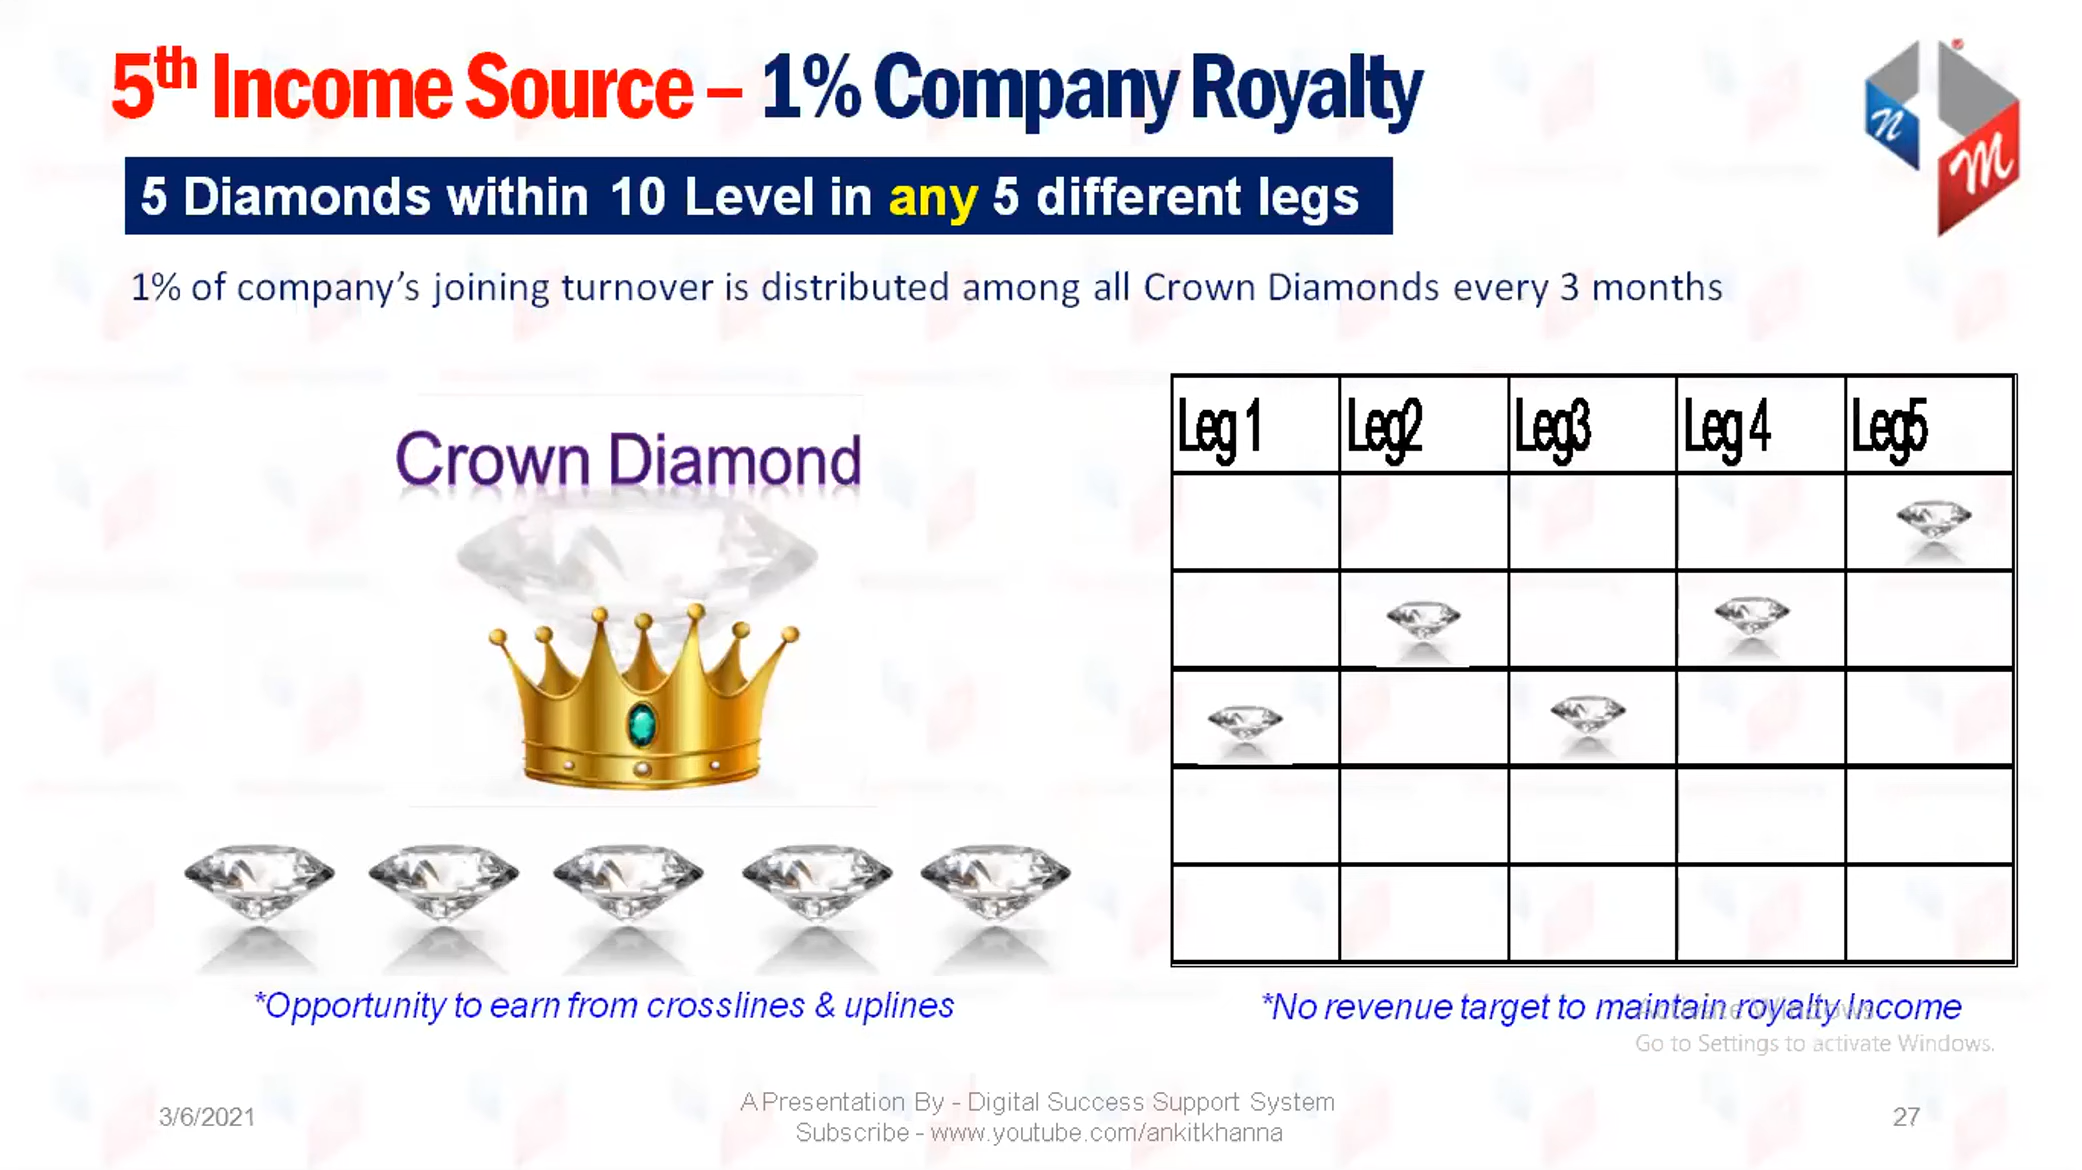 5th Income Source – 1% Company Royalty
5 Diamonds within 10 Level in any 5 different legs
1% of company's joining turnover is distributed among all Crown Diamonds every 3 months
n
M
Crown Diamond
Leg 1 Leg2 Leg3 Leg 4 Leg5
*Opportunity to earn from crosslines & uplines
*No revenue target to maintain royalty Income
Activate Windows
Go to Settings to activate Windows.
3/6/2021
A Presentation By - Digital Success Support System
Subscribe - www.youtube.com/ankitkhanna
27